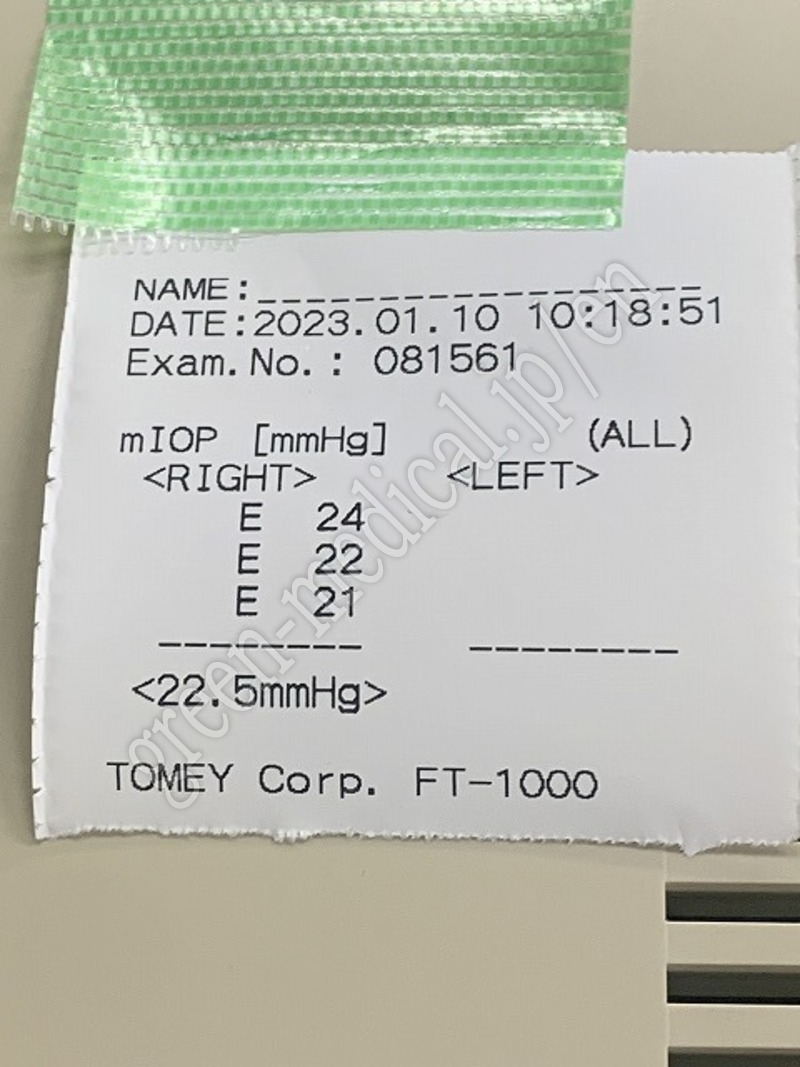 NAME:___________________
DATE:2023.01.10 10:18:51
Exam.No.: 081561
mIOP [mmHg] (ALL)
<RIGHT> <LEFT>
E 24
E 22
E 21
-------- --------
<22.5mmHg>
TOMEY Corp. FT-1000
green-medical.jp/en